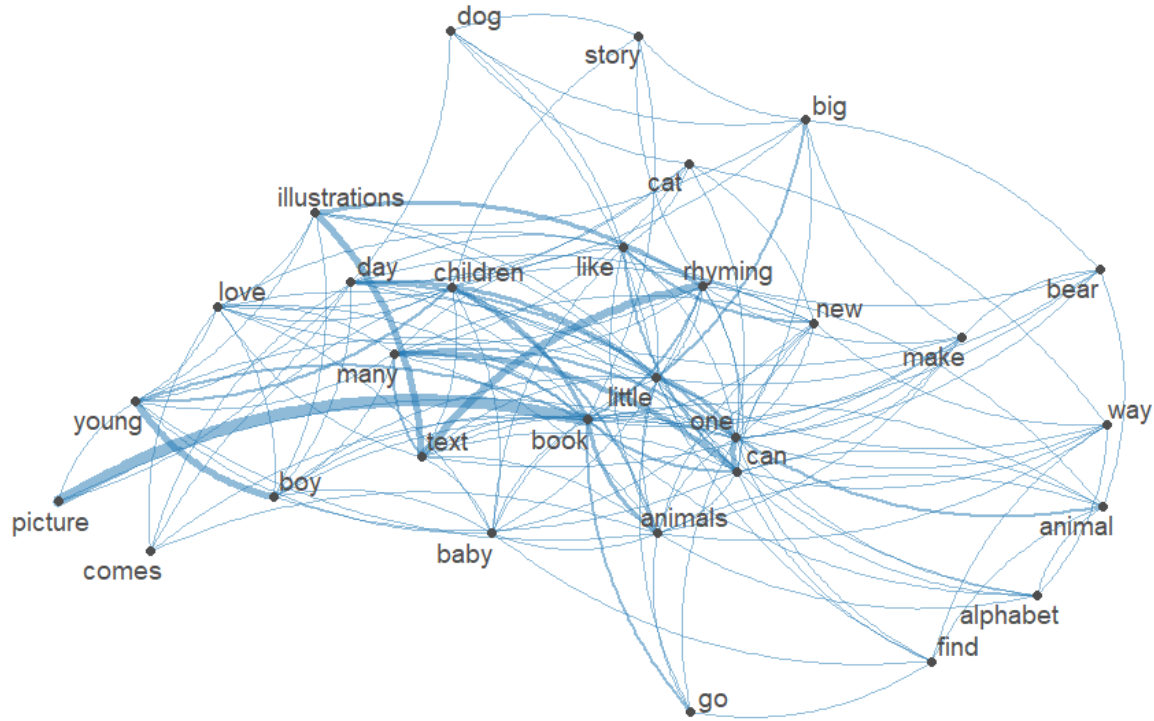 dog
story
big
cat
illustrations
day
children
like
rhyming
love
new
bear
make
many
little
young
one
way
text
book
can
boy
picture
animals
animal
baby
comes
alphabet
find
go